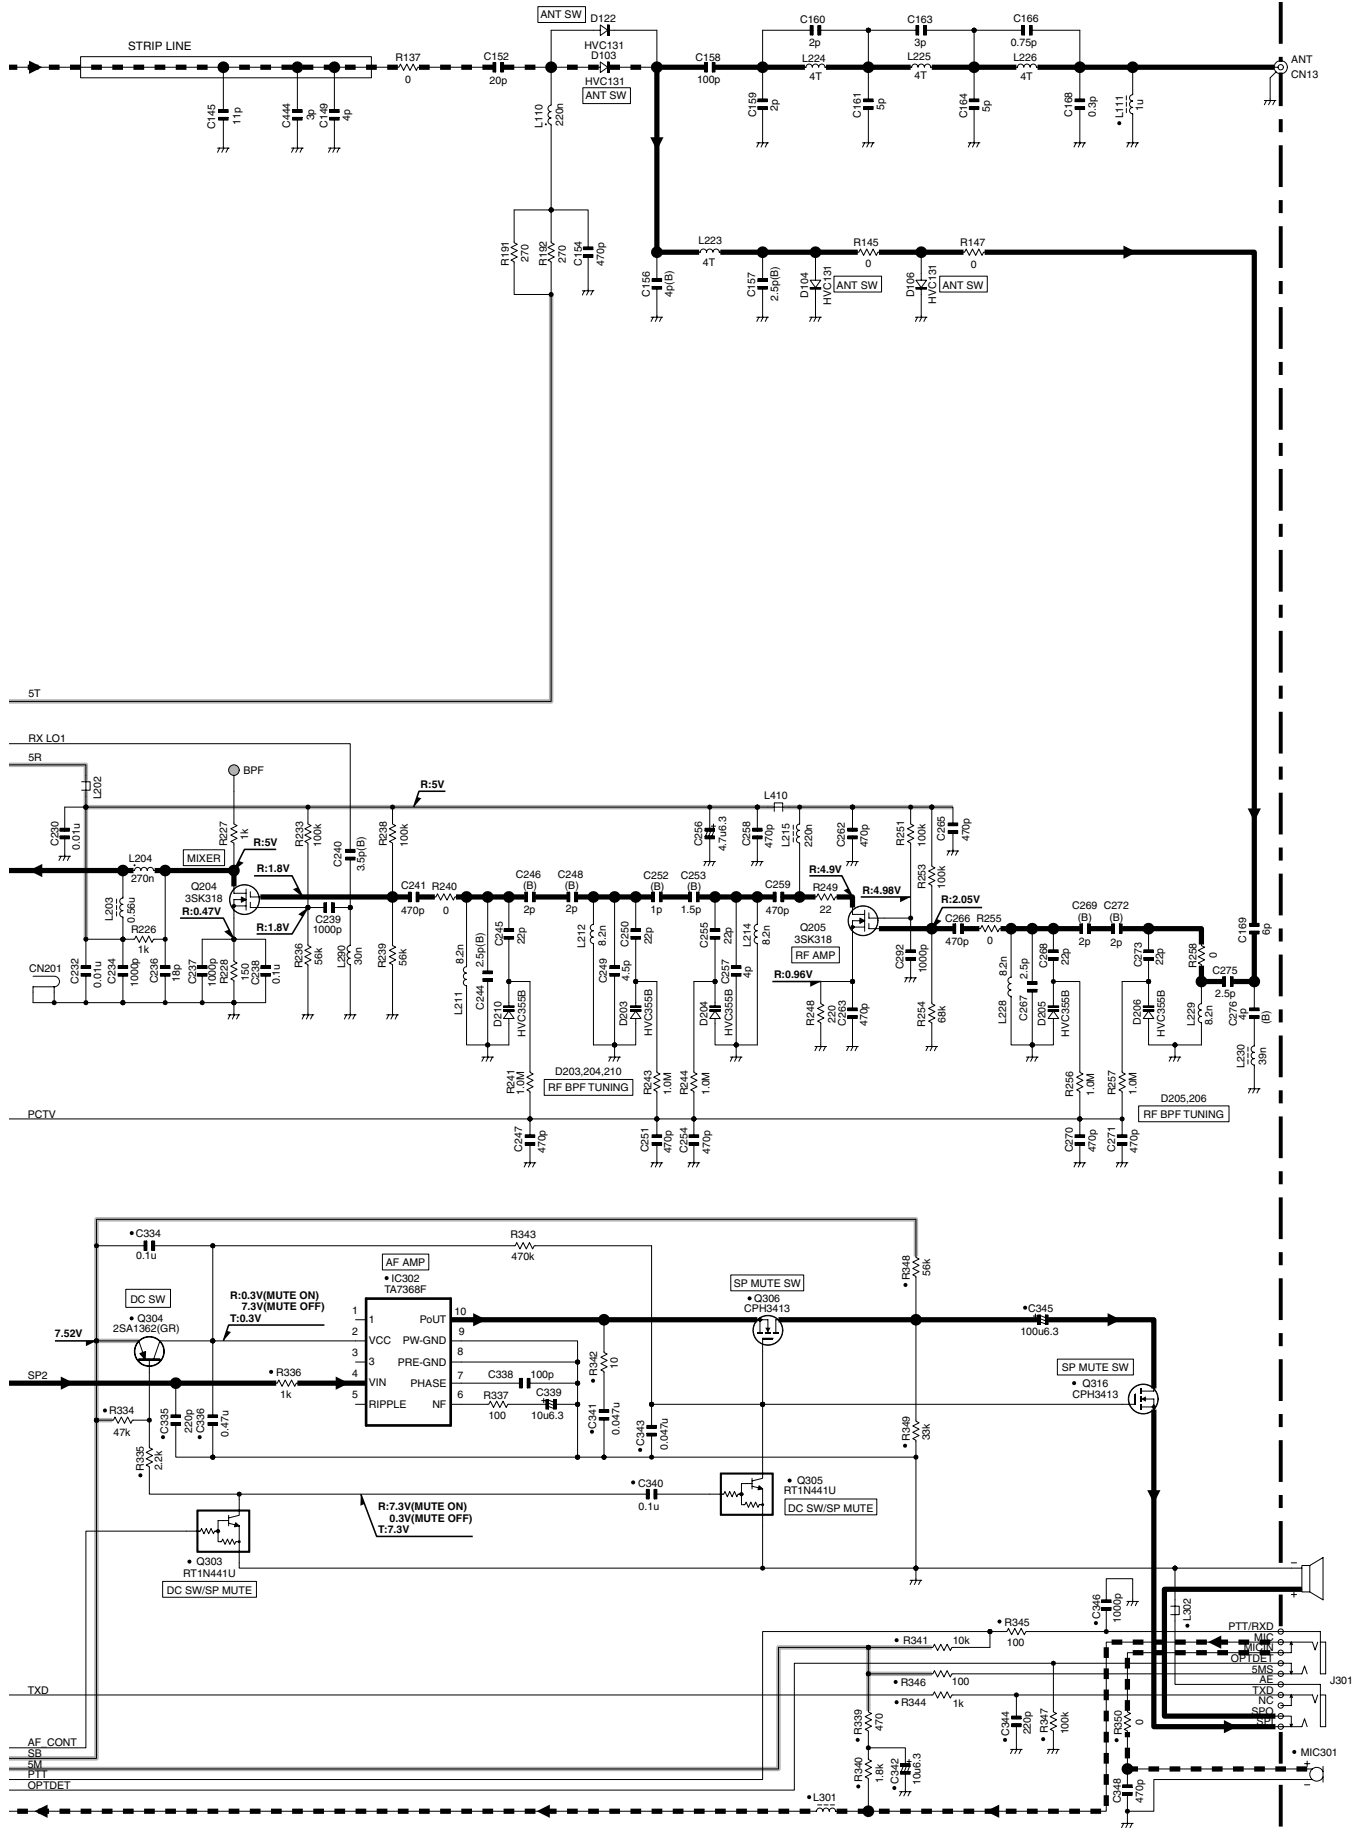 ANT SW
D122
HVC131
D103
HVC131
ANT SW
STRIP LINE
R137
0
C152
20p
C158
100p
C160
2p
C163
3p
C166
0.75p
L224
4T
L225
4T
L226
4T
ANT
CN13
C145
11p
C444
3p
C149
4p
L110
220n
C159
2p
C161
5p
C164
5p
C168
0.3p
L111
1u
R191
270
R192
270
C154
470p
L223
4T
R145
0
R147
0
C156
4p(B)
C157
2.5p(B)
D104
HVC131
ANT SW
D106
HVC131
ANT SW
5T
RX LO1
5R
L202
BPF
R:5V
L410
C230
0.01u
R227
1k
R:5V
R233
100k
C240
3.5p(B)
R238
100k
C256
4.7u6.3
C258
470p
L215
220n
C262
470p
R251
100k
C265
470p
R253
100k
MIXER
L204
270n
R:1.8V
Q204
3SK318
R:0.47V
R:1.8V
C239
1000p
L203
0.56u
R226
1k
C241
470p
R240
0
C246
(B)
2p
C248
(B)
2p
C252
(B)
1p
C253
(B)
1.5p
C259
470p
R249
22
R:4.9V
R:4.98V
R:2.05V
Q205
3SK318
RF AMP
R:0.96V
C266
470p
R255
0
C269
(B)
2p
C272
(B)
2p
C169
6p
CN201
C232
0.01u
C234
1000p
C236
18p
C237
1000p
R228
150
C238
0.1u
R236
56k
L290
30n
R239
56k
L211
8.2n
C244
2.5p(B)
C245
22p
D210
HVC355B
L212
8.2n
C249
4.5p
C250
22p
D203
HVC355B
C255
22p
D204
HVC355B
C257
4p
L214
8.2n
R248
220
C263
470p
C292
1000p
R254
68k
L228
8.2n
C267
2.5p
C268
22p
D205
HVC355B
C273
22p
D206
HVC355B
R258
0
L229
8.2n
C275
2.5p
C276
4p
(B)
L230
39n
R241
1.0M
D203,204,210
RF BPF TUNING
R243
1.0M
R244
1.0M
R256
1.0M
R257
1.0M
D205,206
RF BPF TUNING
PCTV
C247
470p
C251
470p
C254
470p
C270
470p
C271
470p
C334
0.1u
R343
470k
R348
56k
AF AMP
IC302
TA7368F
SP MUTE SW
Q306
CPH3413
C345
100u6.3
DC SW
Q304
2SA1362(GR)
R:0.3V(MUTE ON)
7.3V(MUTE OFF)
T:0.3V
7.52V
1 1 PoUT 10
2 VCC PW-GND 9
3 3 PRE-GND 8
4 VIN PHASE 7
5 RIPPLE NF 6
SP2
R336
1k
C338 100p
R337
100
C339
10u6.3
R342
10
C341
0.047u
C343
0.047u
R349
33k
SP MUTE SW
Q316
CPH3413
R334
47k
C335
220p
C336
0.47u
R335
2.2k
R:7.3V(MUTE ON)
0.3V(MUTE OFF)
T:7.3V
C340
0.1u
Q305
RT1N441U
DC SW/SP MUTE
Q303
RT1N441U
DC SW/SP MUTE
C346
1000p
L302
R345
100
R341 10k
R346 100
R344 1k
PTT/RXD
MIC
MICIN
OPTDET
5MS
AE
TXD
NC
SPO
SPI
J301
TXD
R339
470
C344
220p
R347
100k
R350
0
AF_CONT
SB
5M
PTT
OPTDET
R340
1.8k
C342
10u6.3
L301
C348
470p
MIC301
+
−